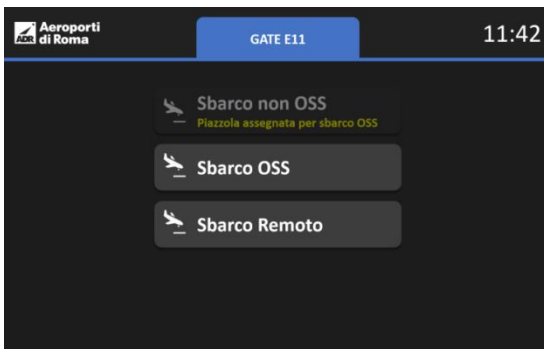 ADR Aeroporti
di Roma
GATE E11
11:42
Sbarco non OSS
Piazzola assegnata per sbarco OSS
Sbarco OSS
Sbarco Remoto